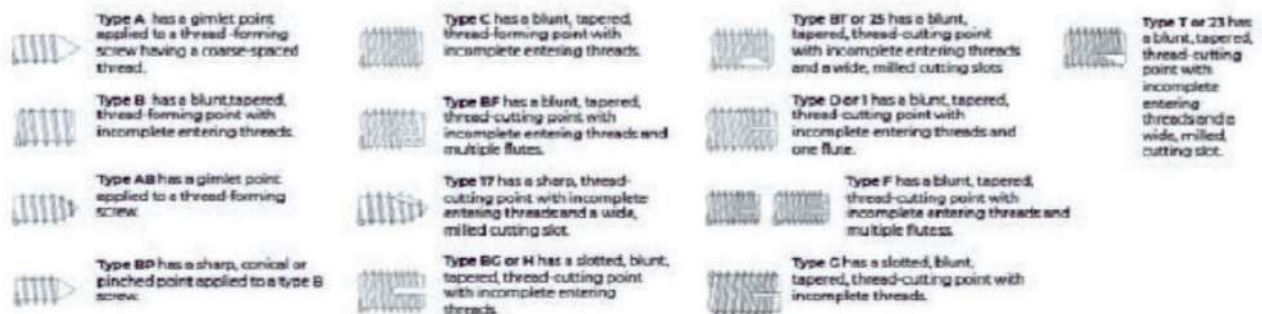 Type A has a gimlet point
applied to a thread-forming
screw having a coarse-spaced
thread.
Type B has a blunt,tapered,
thread-forming point with
incomplete entering threads.
Type AB has a gimlet point
applied to a thread-forming
screw.
Type BP has a sharp, conical or
pinched point applied to a type B
screw.
Type C has a blunt, tapered,
thread-forming point with
incomplete entering threads.
Type BF has a blunt, tapered,
thread-cutting point with
incomplete entering threads and
multiple flutes.
Type 17 has a sharp, thread-
cutting point with incomplete
entering threads and a wide,
milled cutting slot.
Type BG or H has a slotted, blunt,
tapered, thread-cutting point
with incomplete entering
threads.
Type BT or 25 has a blunt,
tapered, thread-cutting point
with incomplete entering threads
and a wide, milled cutting slots
Type D or 1 has a blunt, tapered,
thread-cutting point with
incomplete entering threads and
one flute.
Type F has a blunt, tapered,
thread-cutting point with
incomplete entering threads and
multiple flutess.
Type G has a slotted, blunt,
tapered, thread-cutting point with
incomplete threads.
Type T or 23 has
a blunt, tapered,
thread-cutting
point with
incomplete
entering
threads and a
wide, milled,
cutting slot.